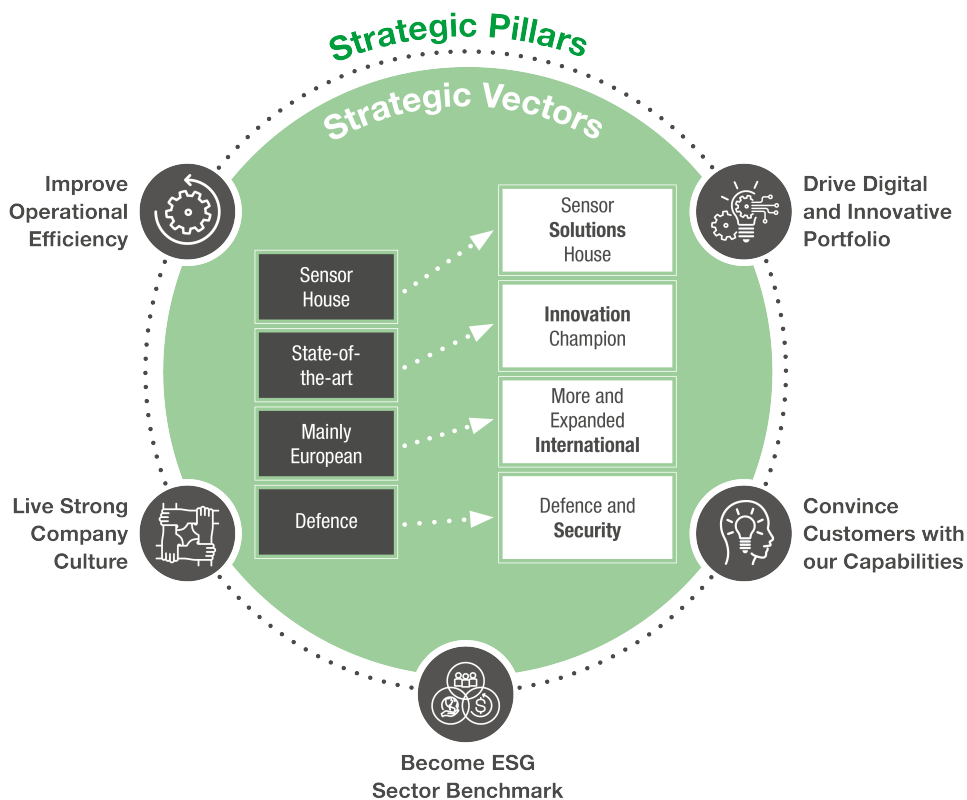 Strategic Pillars
Strategic Vectors
Improve
Operational
Efficiency
Drive Digital
and Innovative
Portfolio
Sensor
House
Sensor
Solutions
House
State-of-
the-art
Innovation
Champion
Mainly
European
More and
Expanded
International
Defence
Defence and
Security
Live Strong
Company
Culture
Convince
Customers with
our Capabilities
$
Become ESG
Sector Benchmark